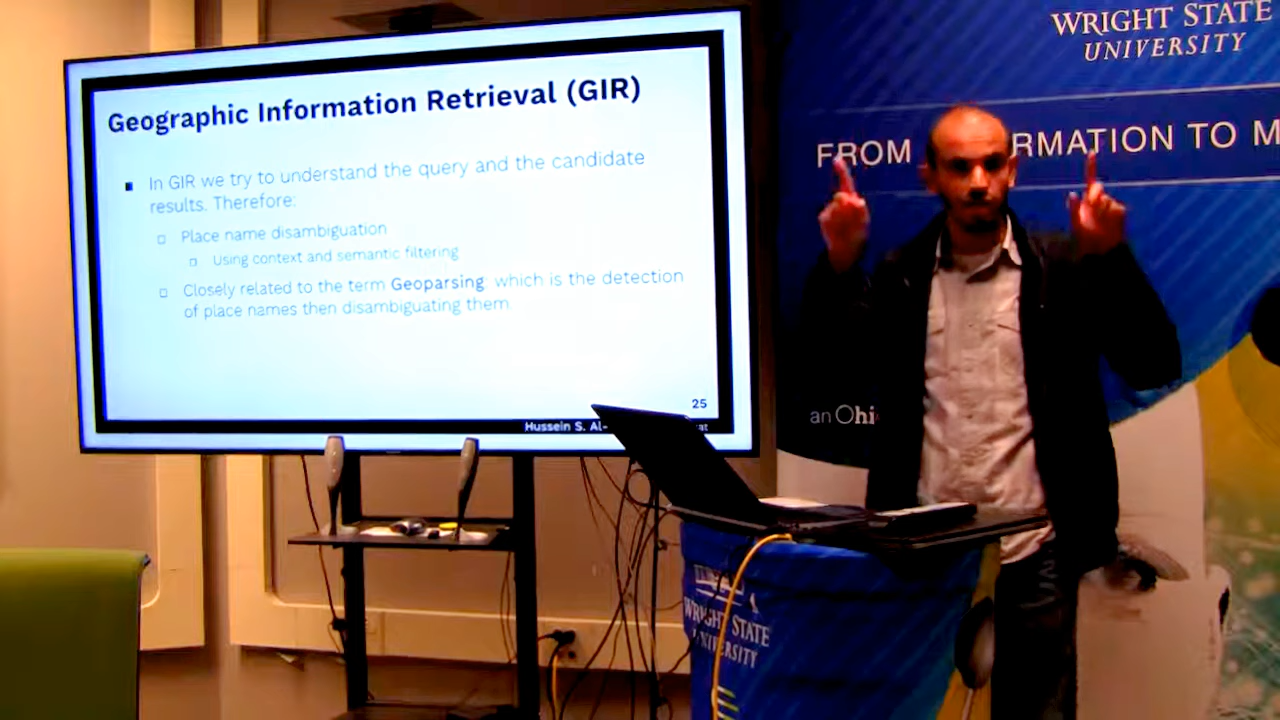 Geographic Information Retrieval (GIR)
In GIR we try to understand the query and the candidate
results. Therefore:
Place name disambiguation
Using context and semantic filtering
Closely related to the term Geoparsing: which is the detection
of place names then disambiguating them.
25
Hussein S. Al-
WRIGHT STATE
UNIVERSITY
FROM
TO
an
WRIGHT STATE
UNIVERSITY